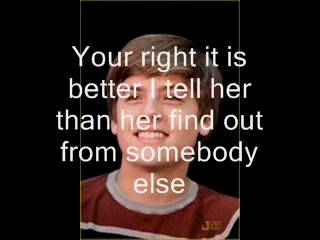 Your right it is
better I tell her
than her find out
from somebody
else